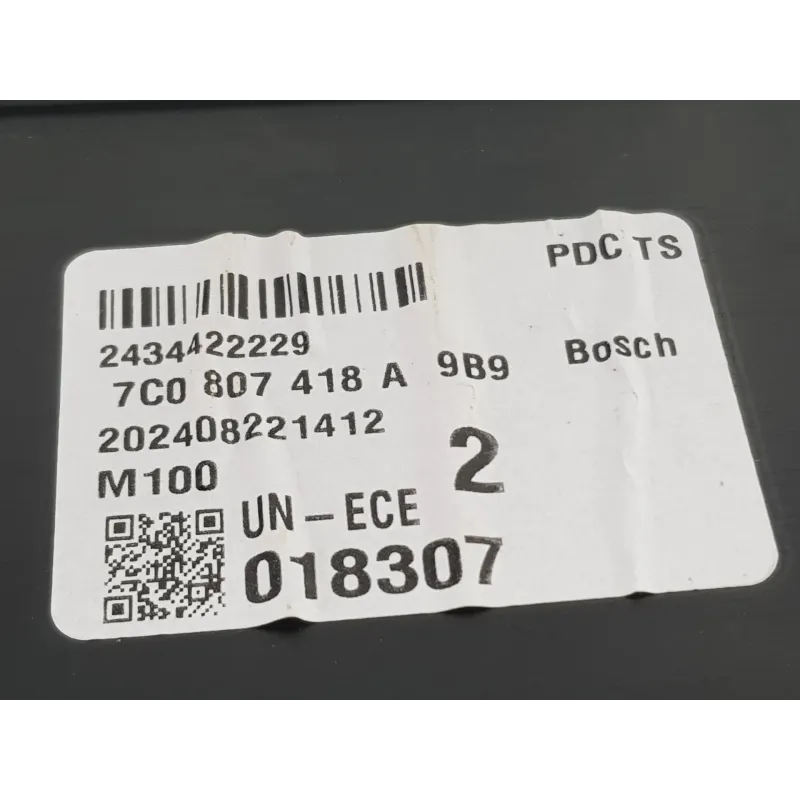 PDC TS
2434422229
7C0 807 418 A 9B9 Bosch
202408221412
M100 2
UN-ECE
018307